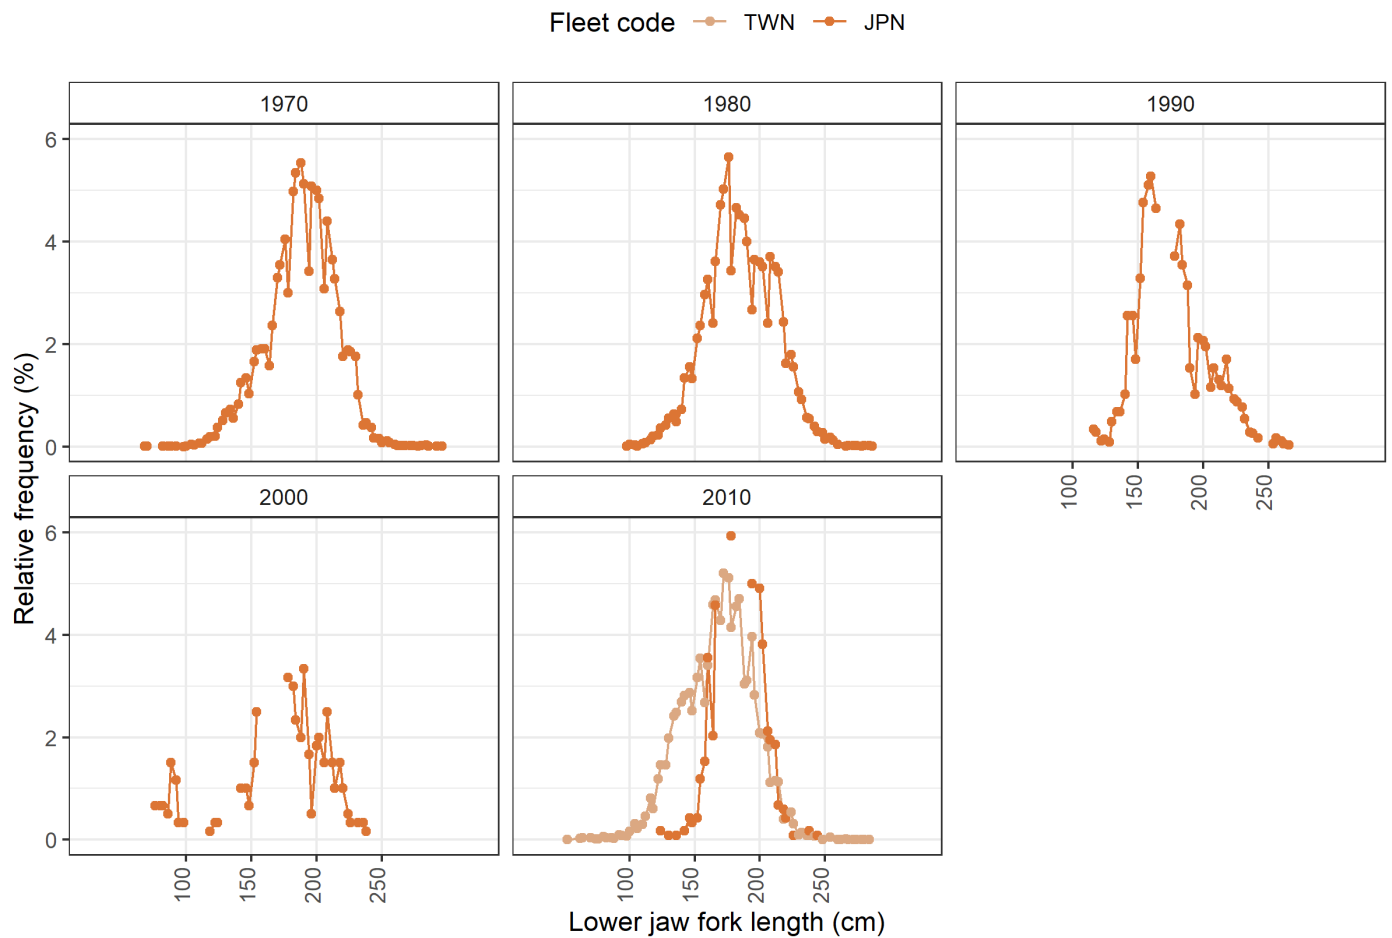 Fleet code TWN JPN
1970 1980 1990
6
4
2
0
100 150 200 250
2000 2010
6
4
2
0
100 150 200 250 100 150 200 250
Relative frequency (%)
Lower jaw fork length (cm)